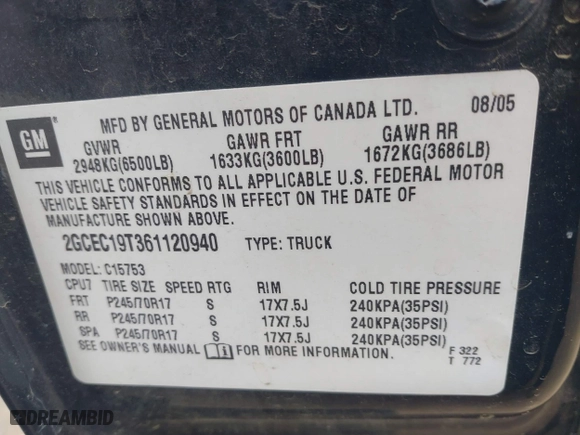 GM
MFD BY GENERAL MOTORS OF CANADA LTD. 08/05
GVWR GAWR FRT GAWR RR
2948KG(6500LB) 1633KG(3600LB) 1672KG(3686LB)
THIS VEHICLE CONFORMS TO ALL APPLICABLE U.S. FEDERAL MOTOR
VEHICLE SAFETY STANDARDS IN EFFECT ON THE DATE OF
MANUFACTURE SHOWN ABOVE.
2GCEC19T361120940 TYPE: TRUCK
MODEL: C15753
CPU7 TIRE SIZE SPEED RTG RIM COLD TIRE PRESSURE
FRT P245/70R17 S 17X7.5J 240KPA(35PSI)
RR P245/70R17 S 17X7.5J 240KPA(35PSI)
SPA P245/70R17 S 17X7.5J 240KPA(35PSI)
SEE OWNER'S MANUAL FOR MORE INFORMATION. F 322
T 772
DREAMBID